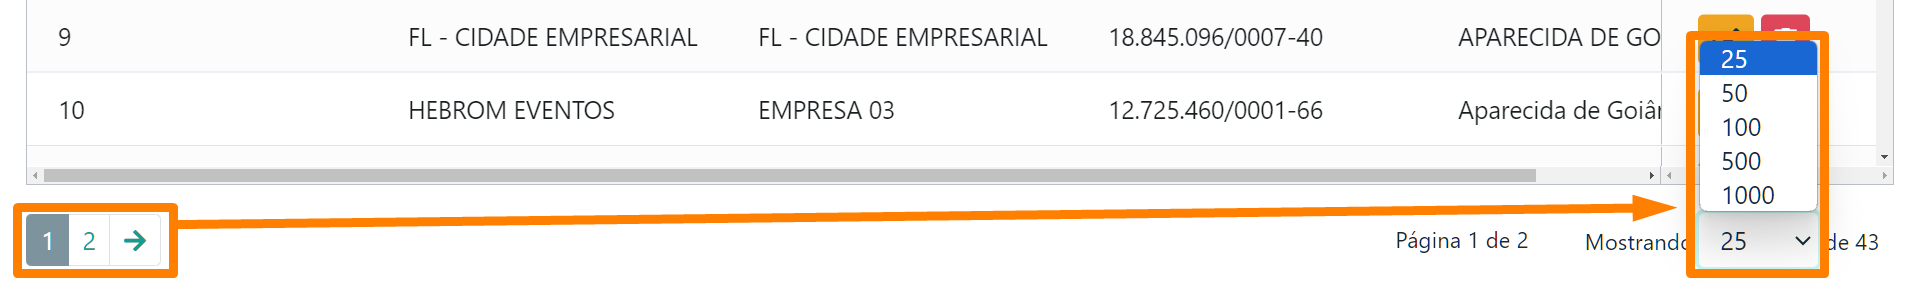 9 FL - CIDADE EMPRESARIAL FL - CIDADE EMPRESARIAL 18.845.096/0007-40 APARECIDA DE GO
10 HEBROM EVENTOS EMPRESA 03 12.725.460/0001-66 Aparecida de Goiân
25
50
100
500
1000
1 2 Página 1 de 2 Mostrando 25 de 43